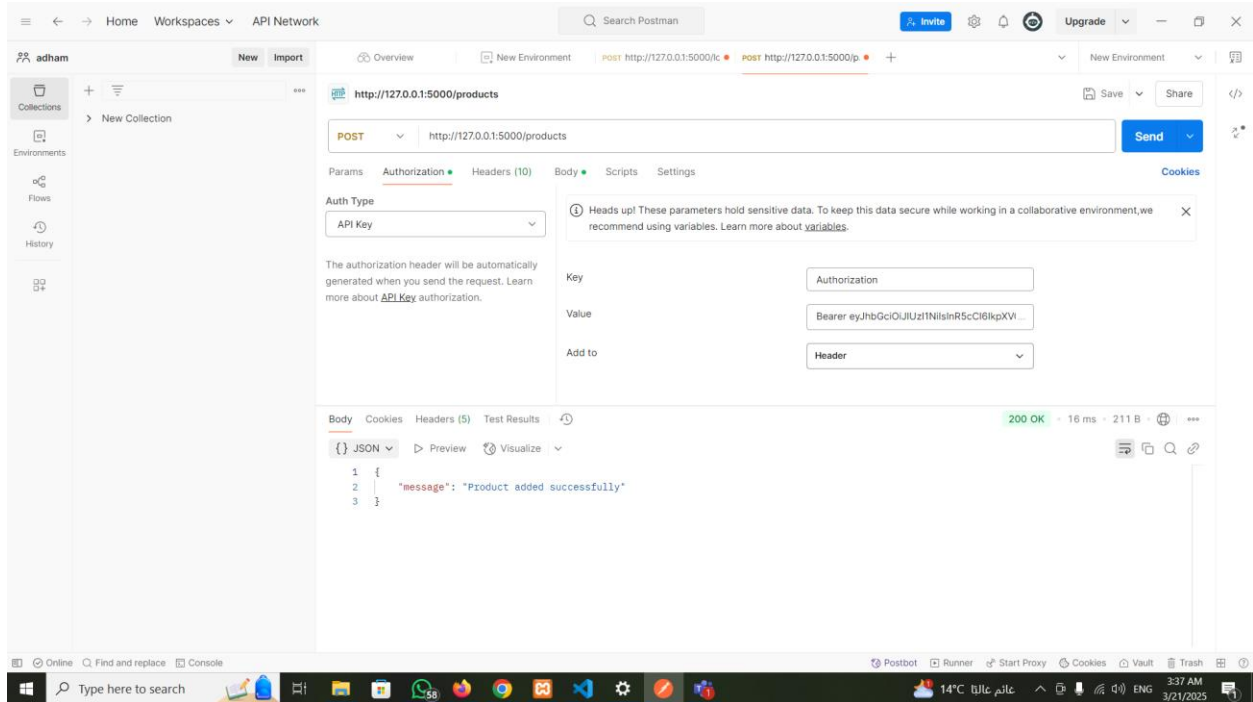 Home Workspaces API Network Search Postman Invite Upgrade
adham New Import Overview New Environment POST http://127.0.0.1:5000/lc POST http://127.0.0.1:5000/p New Environment
Collections
Environments
Flows
History
New Collection
HTTP http://127.0.0.1:5000/products Save Share
POST http://127.0.0.1:5000/products Send
Params Authorization Headers (10) Body Scripts Settings Cookies
Auth Type
API Key
The authorization header will be automatically
generated when you send the request. Learn
more about API Key authorization.
Heads up! These parameters hold sensitive data. To keep this data secure while working in a collaborative environment,we
recommend using variables. Learn more about variables.
Key Authorization
Value Bearer eyJhbGciOiJIUzI1NiIsInR5cCI6IkpXV...
Add to Header
Body Cookies Headers (5) Test Results 200 OK 16 ms 211 B
{} JSON Preview Visualize
1 {
2 "message": "Product added successfully"
3 }
Online Find and replace Console Postbot Runner Start Proxy Cookies Vault Trash
Type here to search 58 14°C غائم غالبًا ENG 3:37 AM
3/21/2025